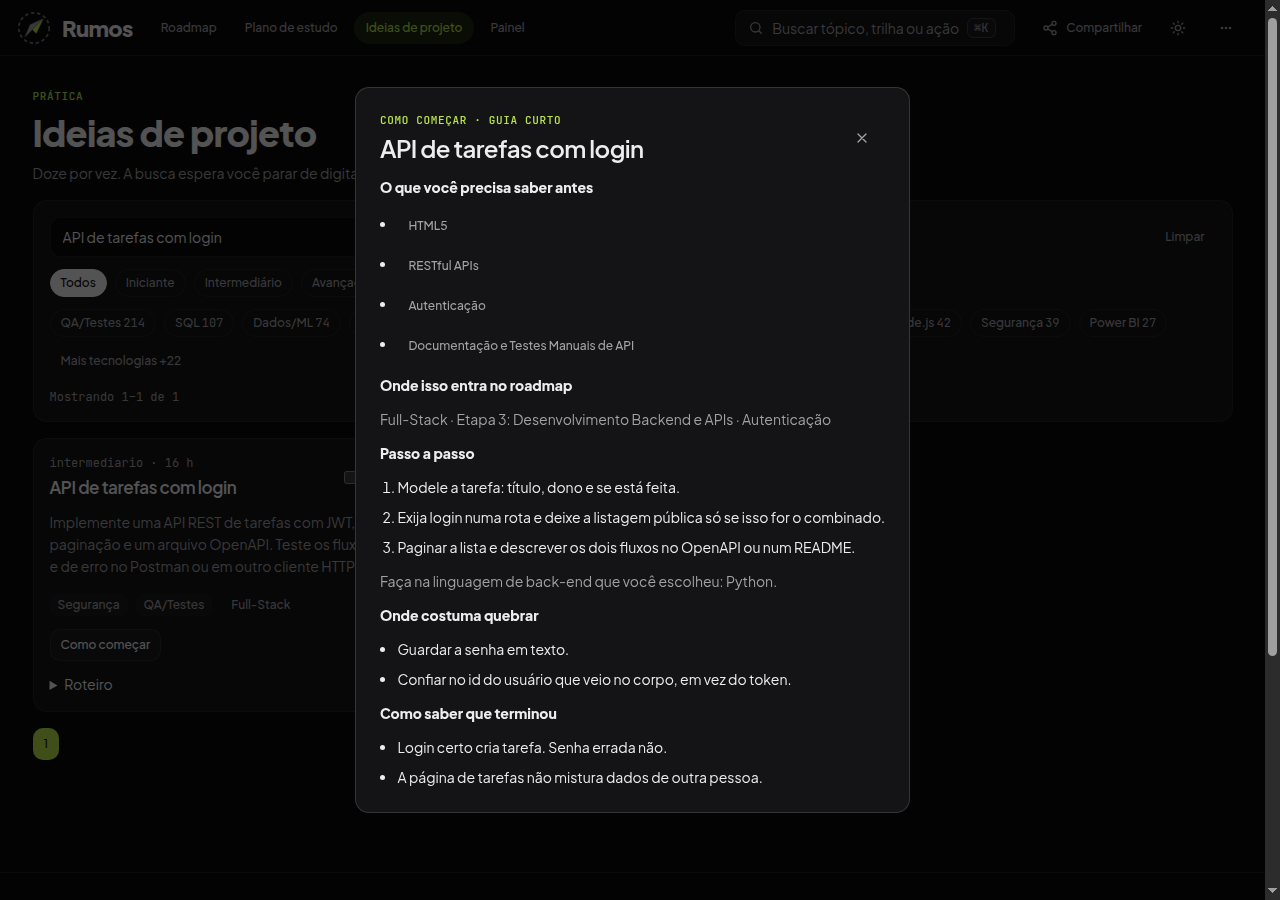 Rumos
Roadmap
Plano de estudo
Ideias de projeto
Painel
Buscar tópico, trilha ou ação
⌘K
Compartilhar
PRÁTICA
Ideias de projeto
Doze por vez. A busca espera você parar de digita
API de tarefas com login
Limpar
Todos
Iniciante
Intermediário
Avança
QA/Testes 214
SQL 107
Dados/ML 74
de.js 42
Segurança 39
Power BI 27
Mais tecnologias +22
Mostrando 1–1 de 1
intermediario · 16 h
API de tarefas com login
Implemente uma API REST de tarefas com JWT,
paginação e um arquivo OpenAPI. Teste os flux
e de erro no Postman ou em outro cliente HTTP
Segurança
QA/Testes
Full-Stack
Como começar
Roteiro
1
COMO COMEÇAR · GUIA CURTO
API de tarefas com login
O que você precisa saber antes
HTML5
RESTful APIs
Autenticação
Documentação e Testes Manuais de API
Onde isso entra no roadmap
Full-Stack · Etapa 3: Desenvolvimento Backend e APIs · Autenticação
Passo a passo
1. Modele a tarefa: título, dono e se está feita.
2. Exija login numa rota e deixe a listagem pública só se isso for o combinado.
3. Paginar a lista e descrever os dois fluxos no OpenAPI ou num README.
Faça na linguagem de back-end que você escolheu: Python.
Onde costuma quebrar
Guardar a senha em texto.
Confiar no id do usuário que veio no corpo, em vez do token.
Como saber que terminou
Login certo cria tarefa. Senha errada não.
A página de tarefas não mistura dados de outra pessoa.